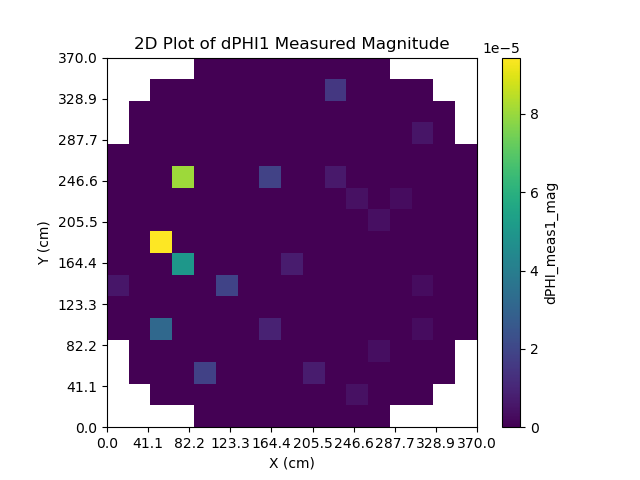 2D Plot of dPHI1 Measured Magnitude
1e−5
370.0
328.9
287.7
246.6
205.5
164.4
123.3
82.2
41.1
0.0
Y (cm)
0.0 41.1 82.2 123.3 164.4 205.5 246.6 287.7 328.9 370.0
X (cm)
8
6
4
2
0
dPHI_meas1_mag